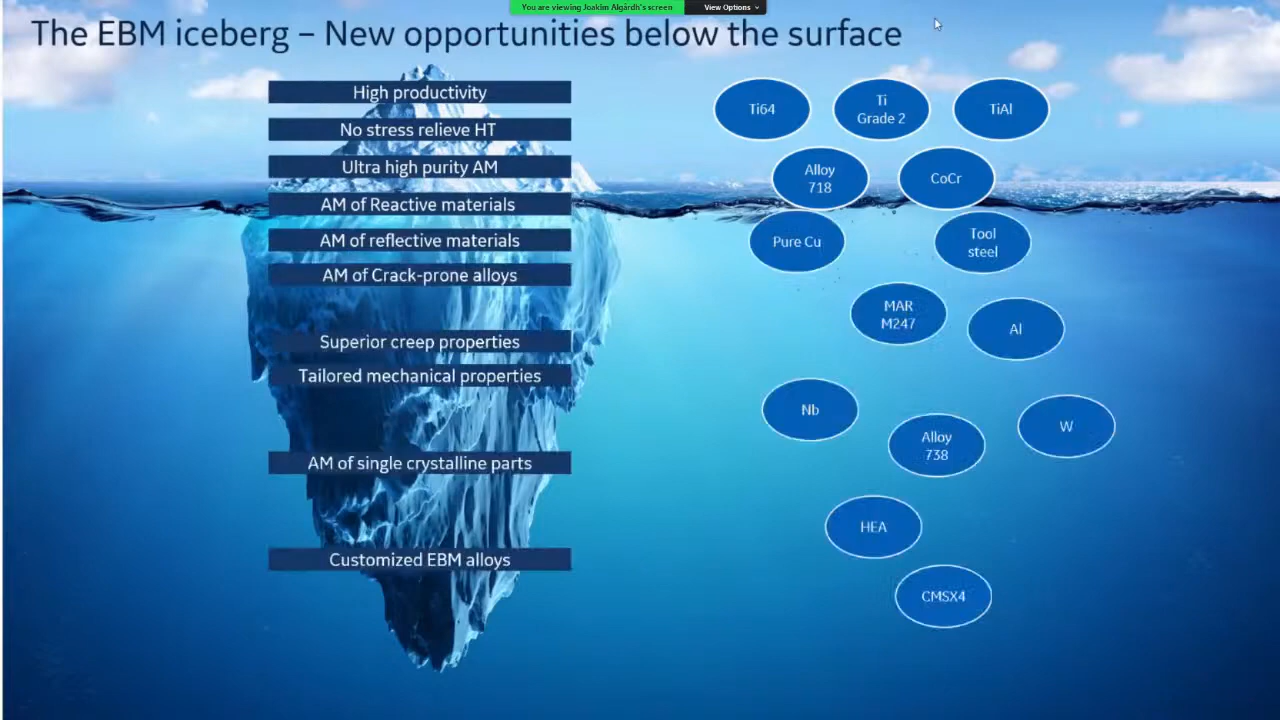 You are viewing Joakim Algårdh's screen
View Options
The EBM iceberg – New opportunities below the surface
High productivity
No stress relieve HT
Ultra high purity AM
AM of Reactive materials
AM of reflective materials
AM of Crack-prone alloys
Superior creep properties
Tailored mechanical properties
AM of single crystalline parts
Customized EBM alloys
Ti64
Ti
Grade 2
TiAl
Alloy
718
CoCr
Pure Cu
Tool
steel
MAR
M247
Al
Nb
Alloy
738
W
HEA
CMSX4